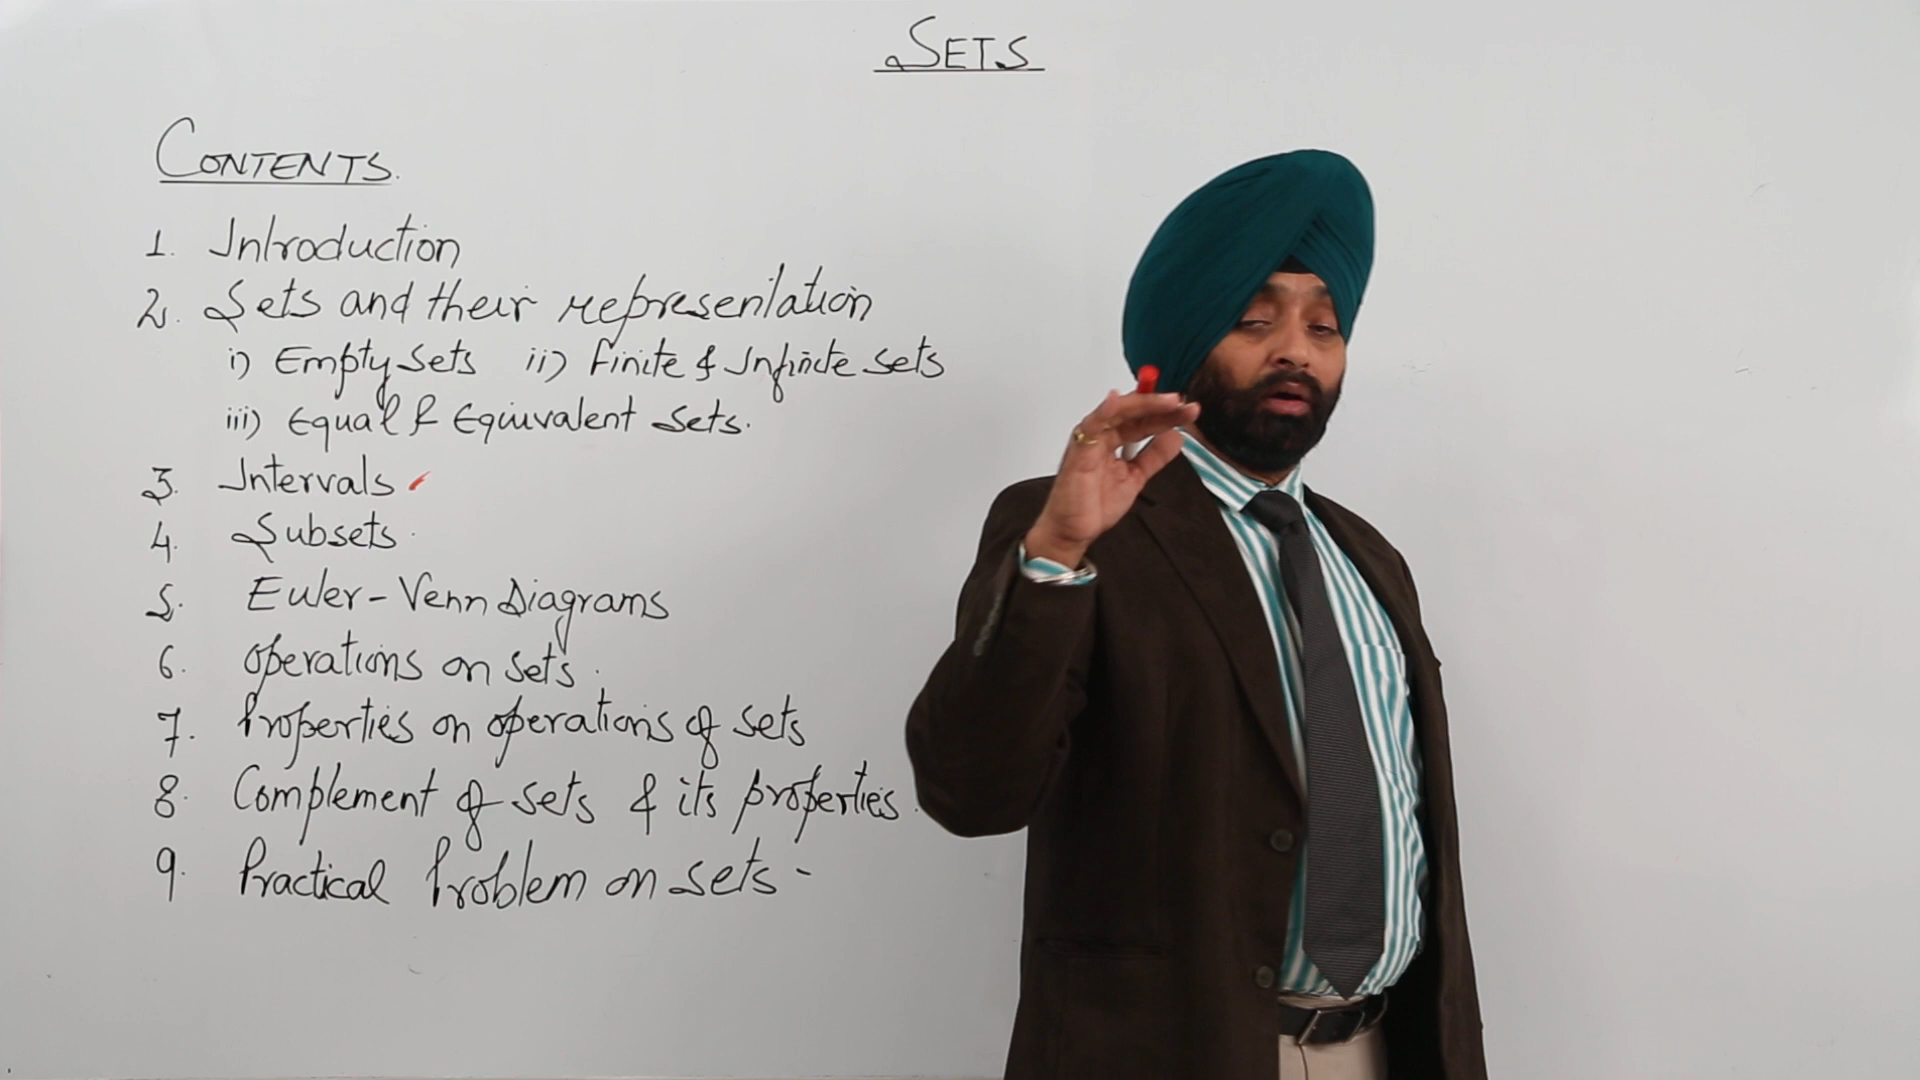 SETS
CONTENTS.
1. Introduction
2. Sets and their representation
i) Empty Sets ii) Finite & Infinite Sets
iii) Equal & Equivalent Sets.
3. Intervals
4. Subsets.
5. Euler-Venn Diagrams
6. Operations on Sets.
7. Properties on operations of sets
8. Complement of sets & its properties.
9. Practical Problem on Sets-